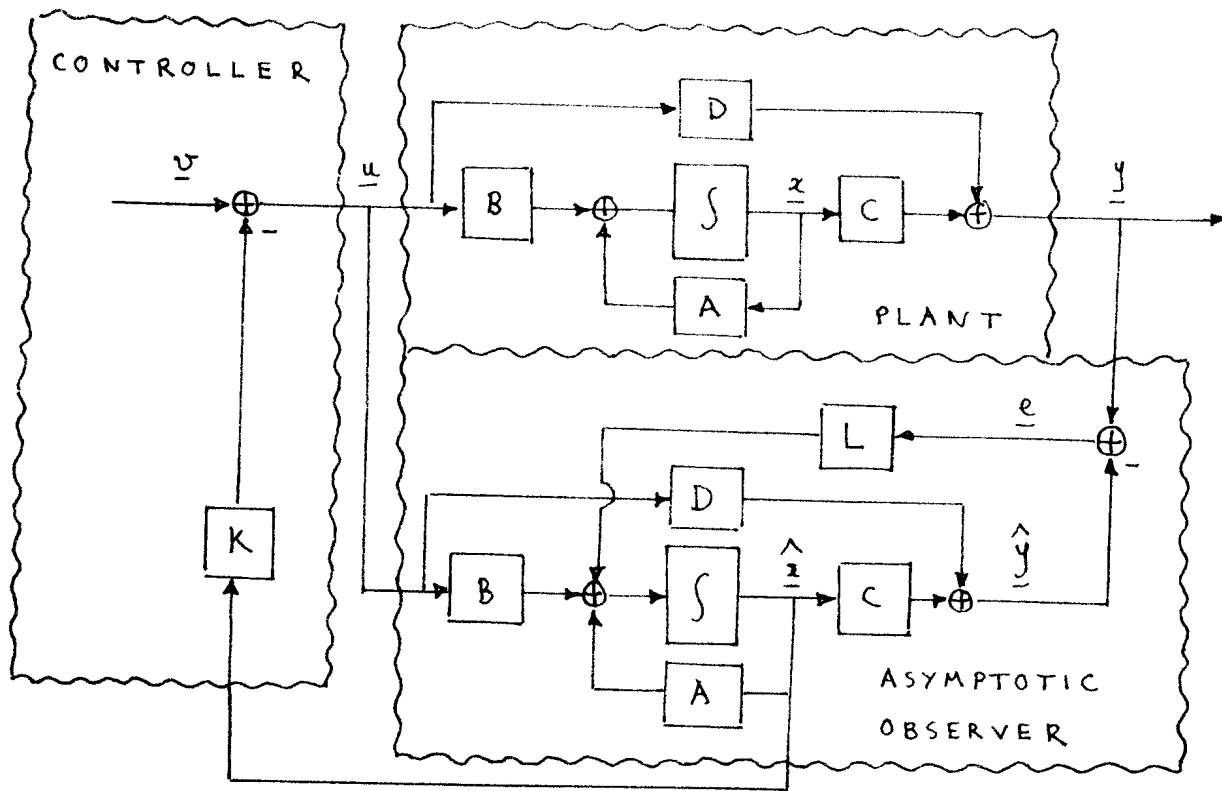 CONTROLLER
v
u
D
B
∫
x
C
y
A
PLANT
L
e
D
K
B
∫
x̂
C
ŷ
A
ASYMPTOTIC
OBSERVER